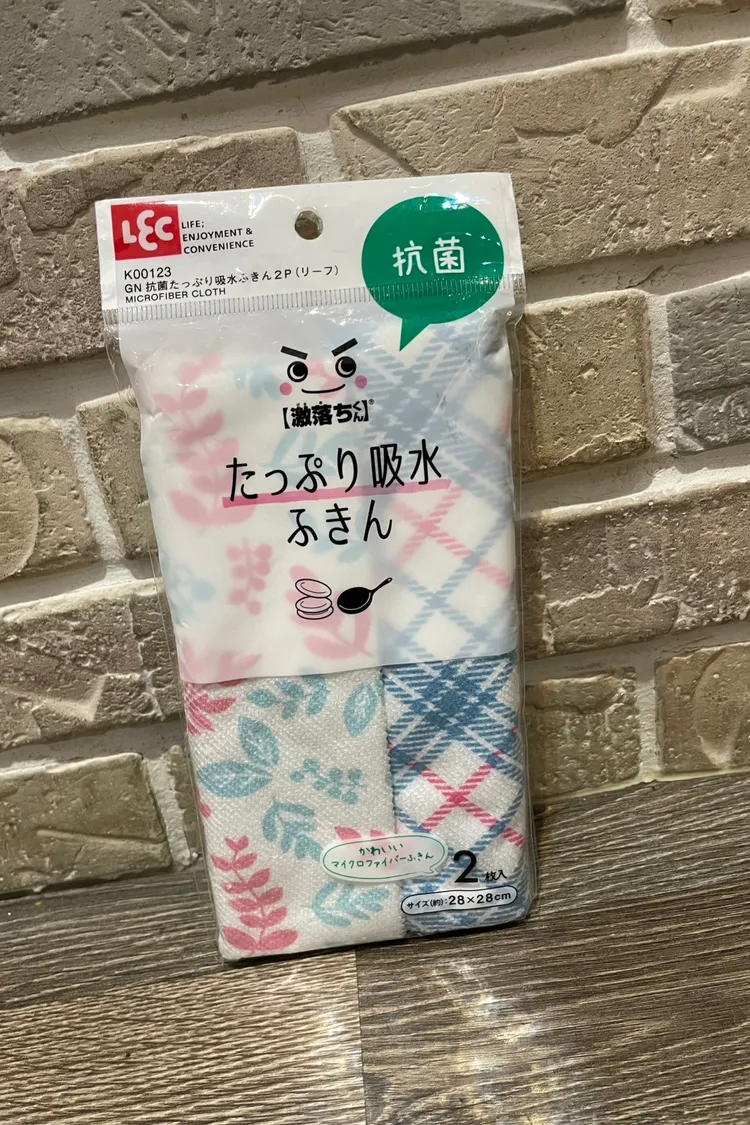 LEC
LIFE;
ENJOYMENT &
CONVENIENCE
抗菌
K00123
GN 抗菌たっぷり吸水ふきん2P(リーフ)
MICROFIBER CLOTH
【激落ちくん】®
たっぷり吸水
ふきん
かわいい
マイクロファイバーふきん
2枚入
サイズ(約):28×28cm